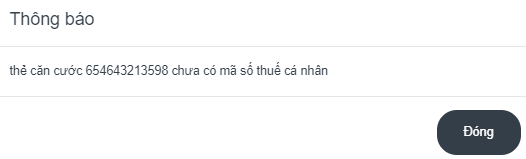 Thông báo
thẻ căn cước 654643213598 chưa có mã số thuế cá nhân
Đóng